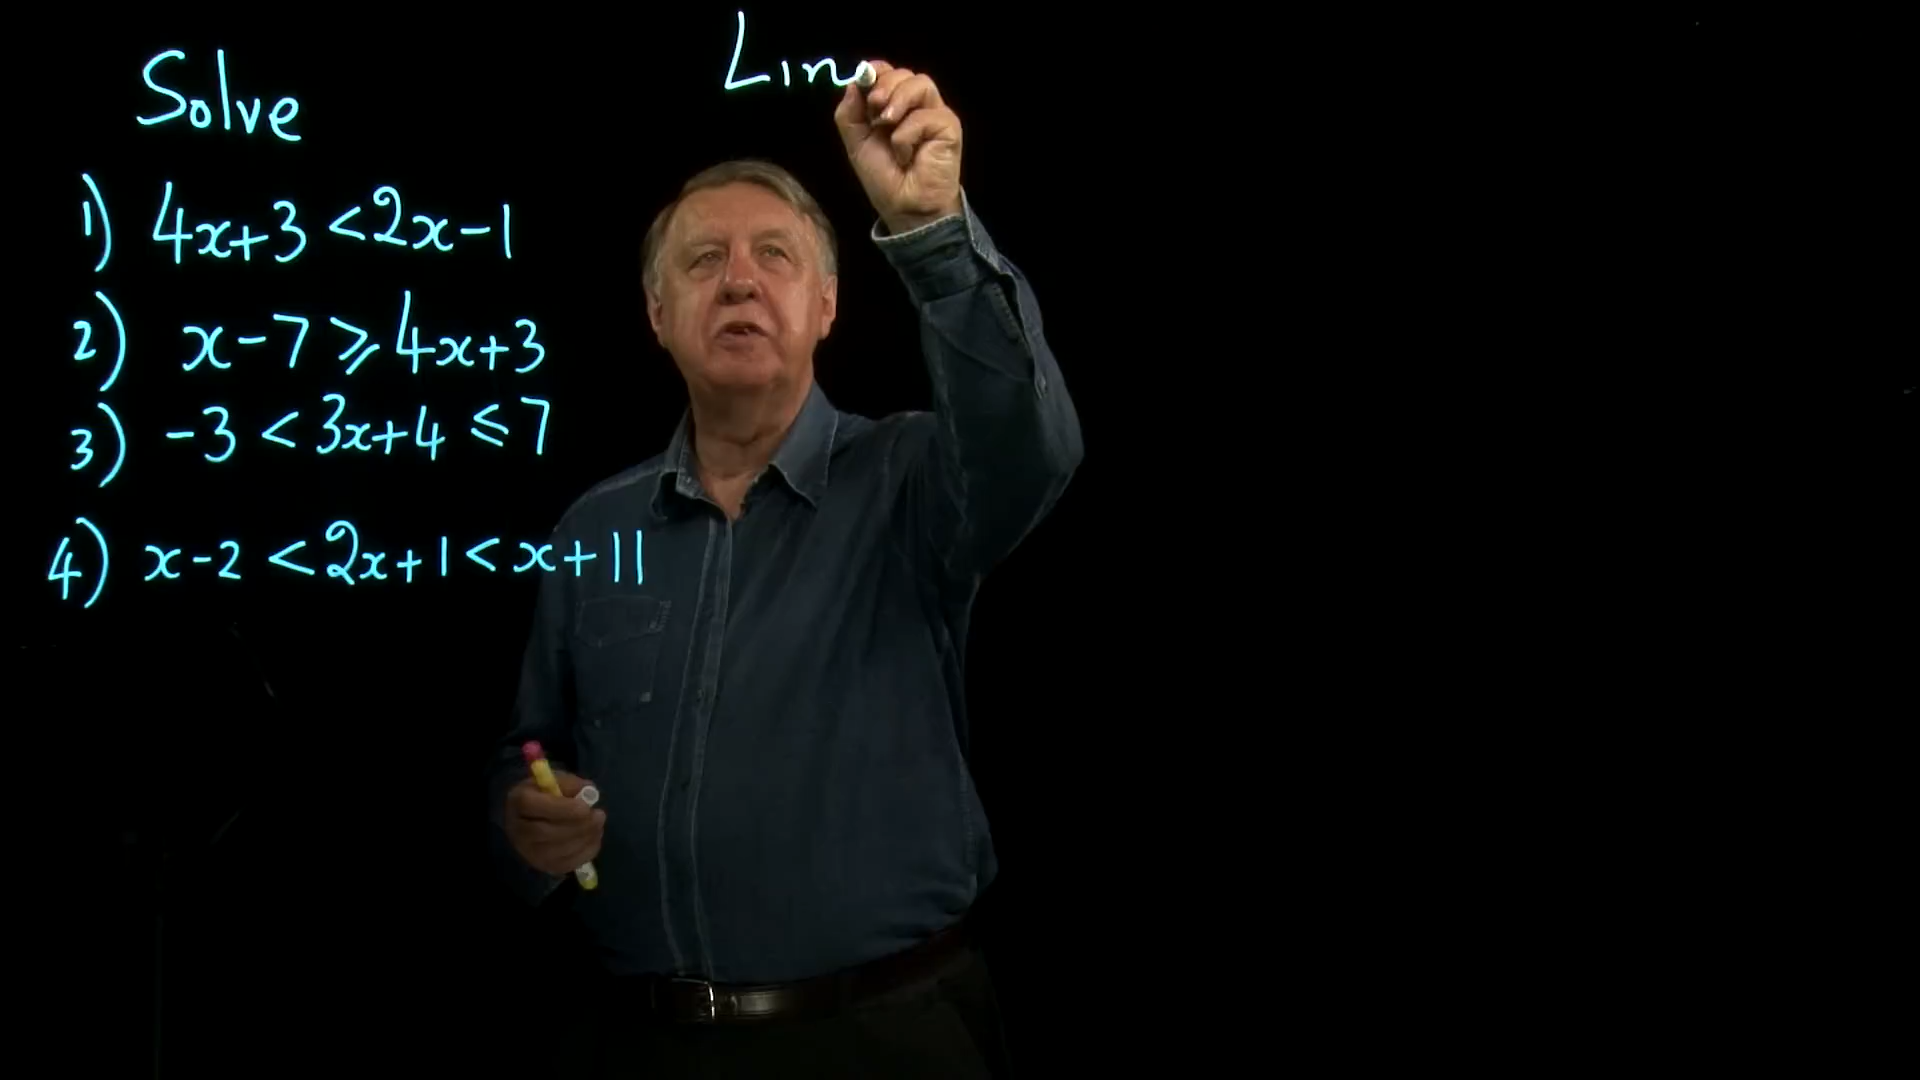 Solve
Lin
1) 4x+3 <2x-1
2) x-7 ⩾ 4x+3
3) -3 < 3x+4 ≤ 7
4) x-2 < 2x+1 < x+11